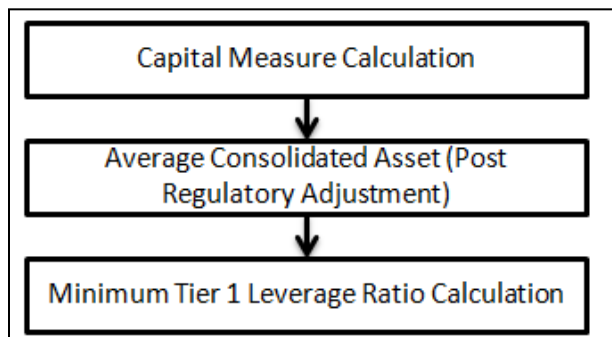 Capital Measure Calculation
Average Consolidated Asset (Post
Regulatory Adjustment)
Minimum Tier 1 Leverage Ratio Calculation